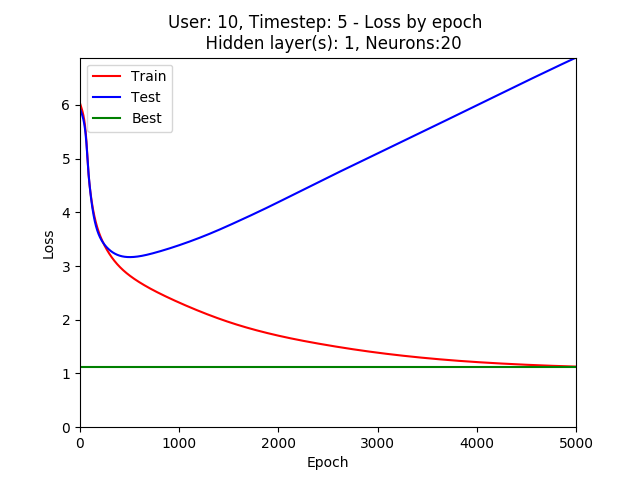 User: 10, Timestep: 5 - Loss by epoch
Hidden layer(s): 1, Neurons:20
Train
Test
Best
6
5
4
3
2
1
0
Loss
0 1000 2000 3000 4000 5000
Epoch